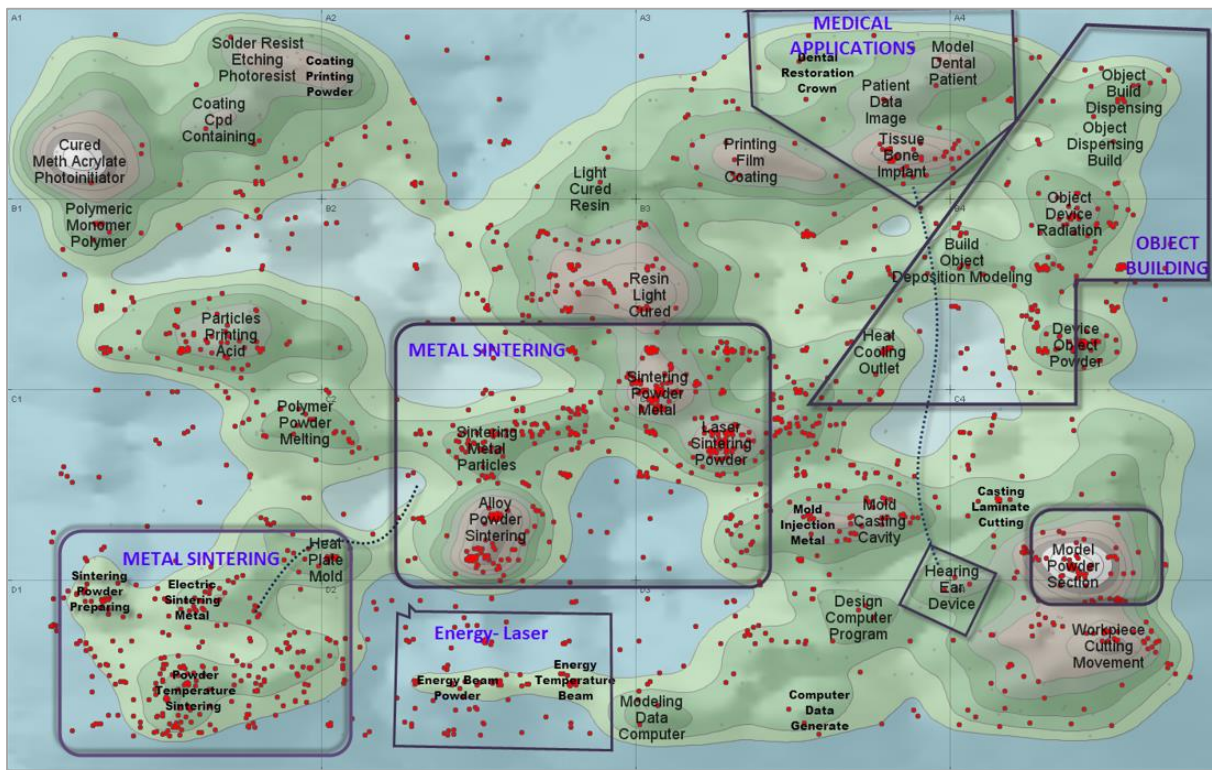 A1
A2
A3
A4
MEDICAL
APPLICATIONS
Solder Resist
Etching
Photoresist
Coating
Printing
Powder
Dental
Restoration
Crown
Model
Dental
Patient
Object
Build
Dispensing
Coating
Cpd
Containing
Patient
Data
Image
Object
Dispensing
Build
Cured
Meth Acrylate
Photoinitiator
Printing
Film
Coating
Tissue
Bone
Implant
Light
Cured
Resin
B1
B2
B3
Polymeric
Monomer
Polymer
Object
Device
Radiation
OBJECT
BUILDING
Build
Object
Deposition Modeling
Resin
Light
Cured
Particles
Printing
Acid
METAL SINTERING
Heat
Cooling
Outlet
Device
Object
Powder
Sintering
Powder
Metal
C1
C2
C4
Polymer
Powder
Melting
Sintering
Metal
Particles
Laser
Sintering
Powder
Alloy
Powder
Sintering
Mold
Injection
Metal
Mold
Casting
Cavity
Casting
Laminate
Cutting
METAL SINTERING
Heat
Plate
Mold
Model
Powder
Section
D1
D2
D3
Sintering
Powder
Preparing
Electric
Sintering
Metal
Hearing
Ear
Device
Design
Computer
Program
Energy- Laser
Workpiece
Cutting
Movement
Powder
Temperature
Sintering
Energy Beam
Powder
Energy
Temperature
Beam
Modeling
Data
Computer
Computer
Data
Generate